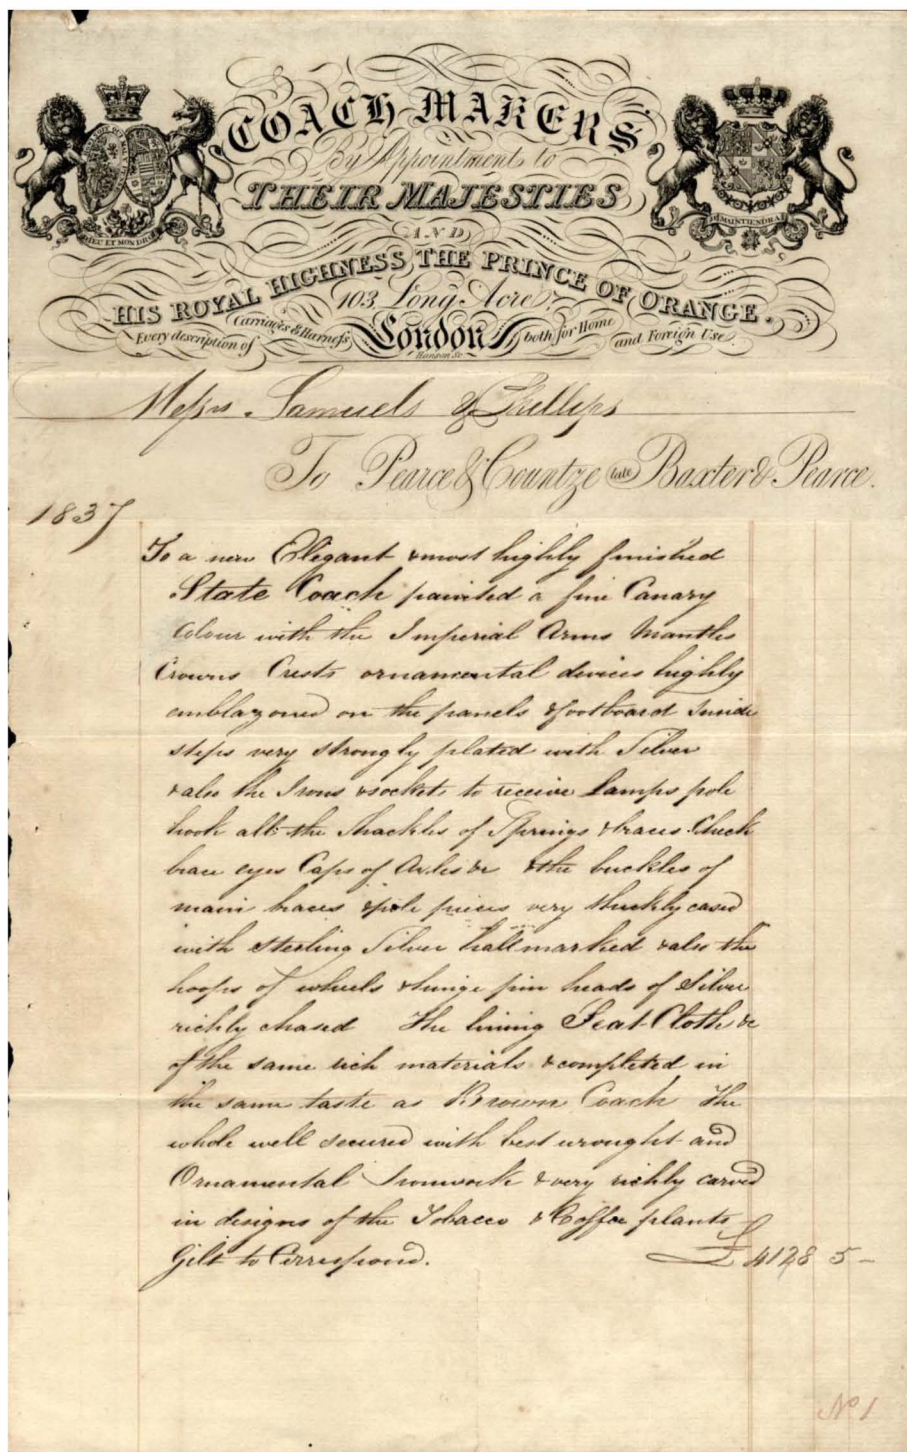 COACH MAKERS
By Appointment to
THEIR MAJESTIES
AND
HIS ROYAL HIGHNESS THE PRINCE OF ORANGE.
103 Long Acre
Every description of Carriages & Harness London both for Home and Foreign Use
DIEU ET MON DROIT
JE MAINTIENDRAI
Messrs. Samuels & Phillips
To Pearce & Countze late Baxter & Pearce.
1837
To a new Elegant & most highly finished
State Coach painted a fine Canary
Colour with the Imperial Arms Mantles
Crowns Crests ornamental devices highly
emblazoned on the panels & footboard Inside
steps very strongly plated with Silver
& also the Irons & sockets to receive Lamps pole
hook all the Shackles of Springs & braces Check
brace eyes Caps of Axles &c & the buckles of
main braces & pole pieces very thickly cased
with Sterling Silver hall marked & also the
hoops of wheels & hinge pin heads of Silver
richly chased The lining Seat Cloth &c
of the same rich materials & completed in
the same taste as Brown Coach The
whole well secured with best wrought and
Ornamental Ironwork & very richly carved
in designs of the Tobacco & Coffee plants
Gilt to Correspond. £ 4128 5 -
No 1